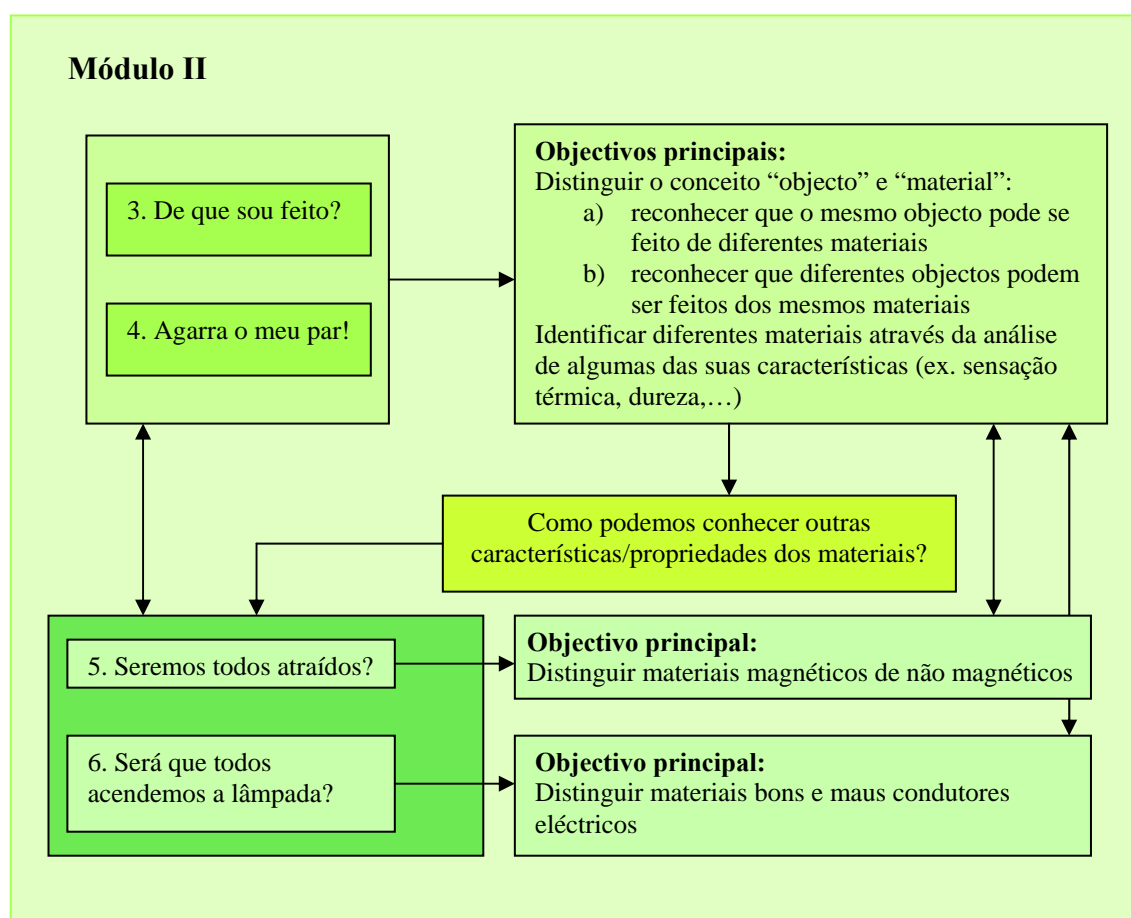 Módulo II
3. De que sou feito?
4. Agarra o meu par!
Objectivos principais:
Distinguir o conceito “objecto” e “material”:
a) reconhecer que o mesmo objecto pode se
feito de diferentes materiais
b) reconhecer que diferentes objectos podem
ser feitos dos mesmos materiais
Identificar diferentes materiais através da análise
de algumas das suas características (ex. sensação
térmica, dureza,…)
Como podemos conhecer outras
características/propriedades dos materiais?
5. Seremos todos atraídos?
Objectivo principal:
Distinguir materiais magnéticos de não magnéticos
6. Será que todos
acendemos a lâmpada?
Objectivo principal:
Distinguir materiais bons e maus condutores
eléctricos